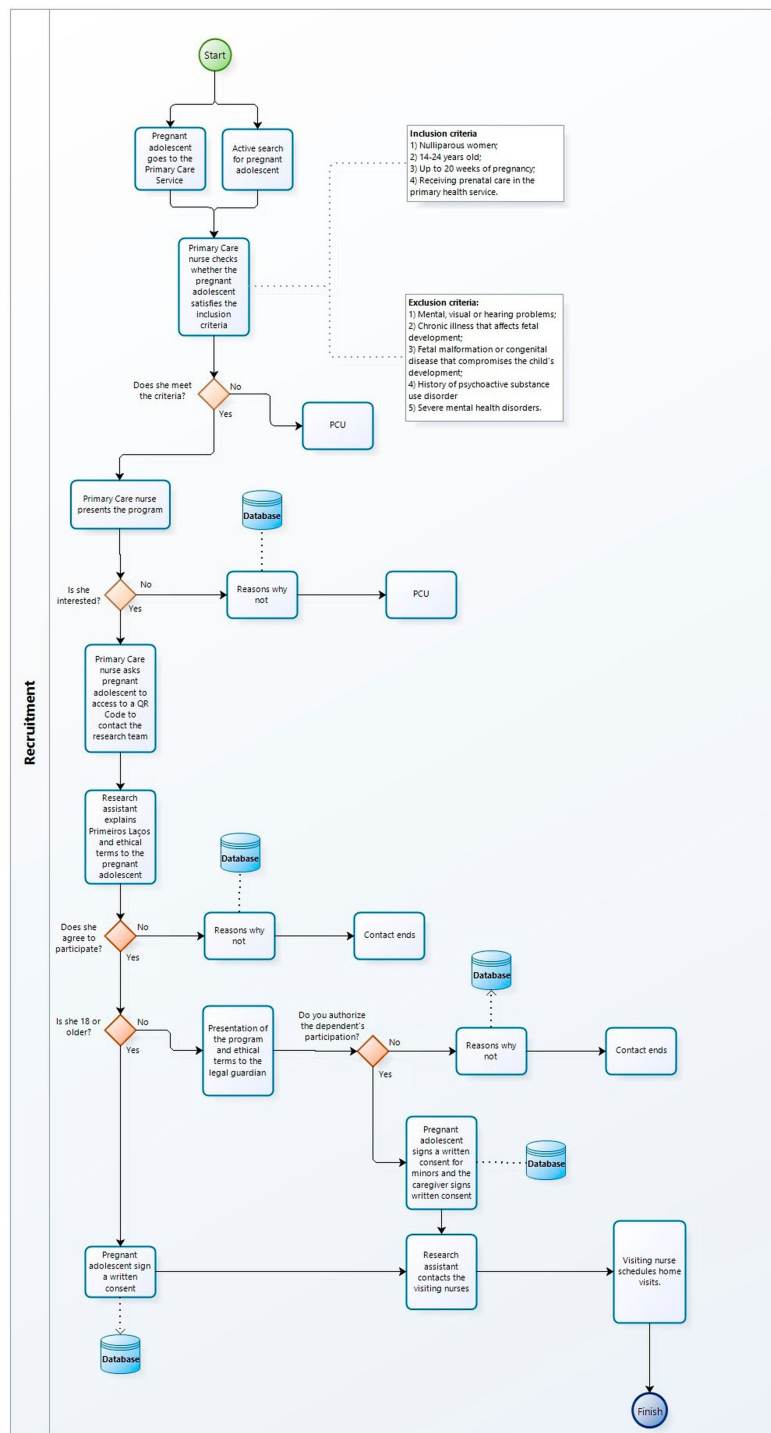 Recruitment
Start
Pregnant
adolescent
goes to the
Primary Care
Service
Active search
for pregnant
adolescent
Inclusion criteria
1) Nulliparous women;
2) 14-24 years old;
3) Up to 20 weeks of pregnancy;
4) Receiving prenatal care in the
primary health service.
Primary Care
nurse checks
whether the
pregnant
adolescent
satisfies the
inclusion
criteria
Exclusion criteria:
1) Mental, visual or hearing problems;
2) Chronic illness that affects fetal
development;
3) Fetal malformation or congenital
disease that compromises the child's
development;
4) History of psychoactive substance
use disorder
5) Severe mental health disorders.
Does she meet
the criteria?
No
Yes
PCU
Primary Care nurse
presents the program
Database
Is she
interested?
No
Yes
Reasons why
not
PCU
Primary Care
nurse asks
pregnant
adolescent to
access to a QR
Code to
contact the
research team
Research
assistant
explains
Primeiros Laços
and ethical
terms to the
pregnant
adolescent
Database
Does she
agree to
participate?
No
Yes
Reasons why
not
Contact ends
Is she 18 or
older?
No
Yes
Presentation of
the program
and ethical
terms to the
legal guardian
Do you authorize
the dependent's
participation?
No
Yes
Database
Reasons why
not
Contact ends
Pregnant
adolescent
signs a written
consent for
minors and the
caregiver signs
written consent
Database
Pregnant
adolescent sign
a written
consent
Research
assistant
contacts the
visiting nurses
Visiting nurse
schedules home
visits.
Database
Finish